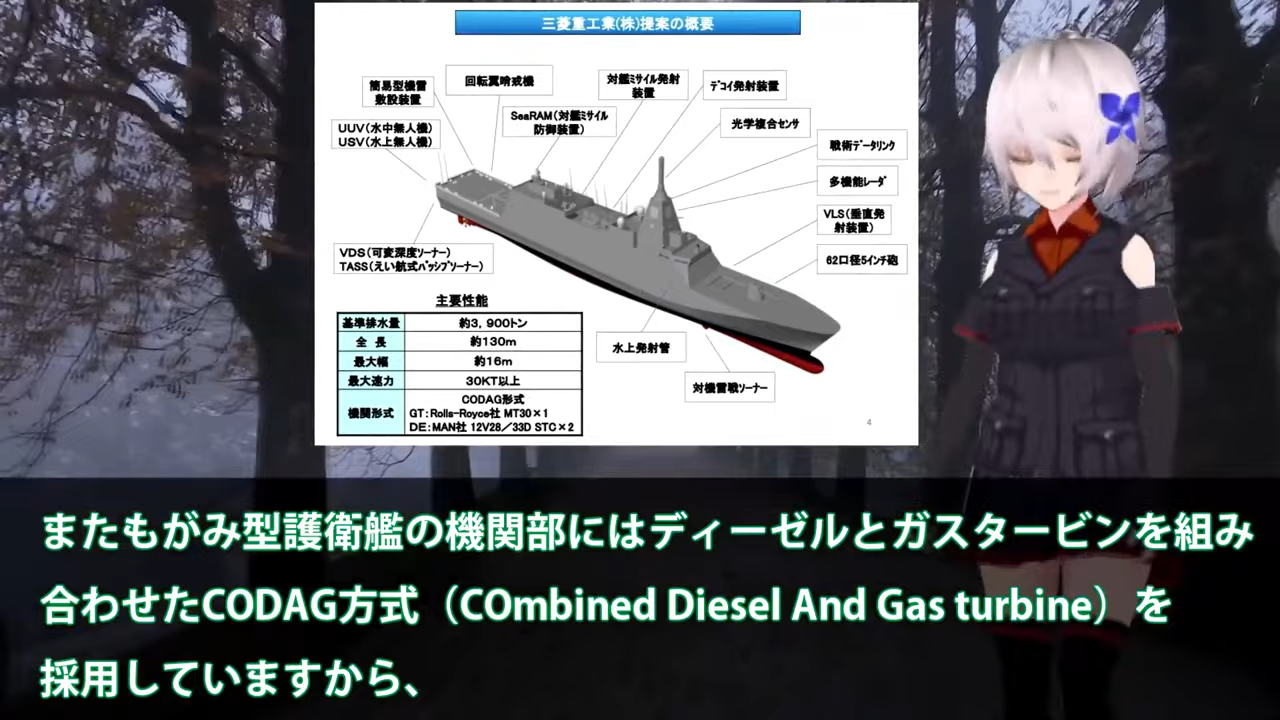 三菱重工業(株)提案の概要
簡易型機雷
敷設装置
回転翼哨戒機
対艦ﾐｻｲﾙ発射
装置
ﾃﾞｺｲ発射装置
UUV(水中無人機)
USV(水上無人機)
SeaRAM(対艦ﾐｻｲﾙ
防御装置)
光学複合ｾﾝｻ
戦術ﾃﾞｰﾀﾘﾝｸ
多機能ﾚｰﾀﾞ
VLS(垂直発
射装置)
62口径5インチ砲
VDS(可変深度ソーナー)
TASS(えい航式ﾊﾟｯｼﾌﾞソーナー)
水上発射管
対機雷戦ソーナー
主要性能
基準排水量 約3,900トン
全 長 約130m
最大幅 約16m
最大速力 30KT以上
機関形式 CODAG形式
GT:Rolls-Royce社 MT30×1
DE:MAN社 12V28/33D STC×2
4
またもがみ型護衛艦の機関部にはディーゼルとガスタービンを組み
合わせたCODAG方式（COmbined Diesel And Gas turbine）を
採用していますから、